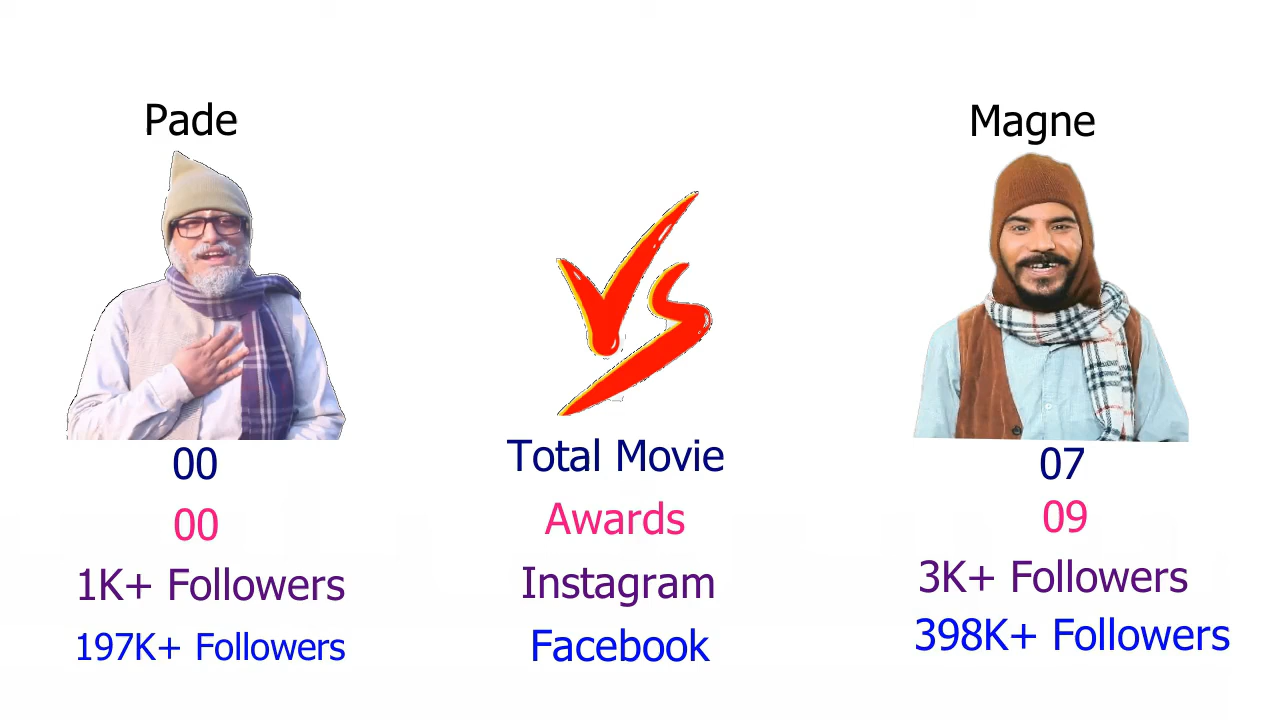 Pade
Magne
VS
00 Total Movie 07
00 Awards 09
1K+ Followers Instagram 3K+ Followers
197K+ Followers Facebook 398K+ Followers